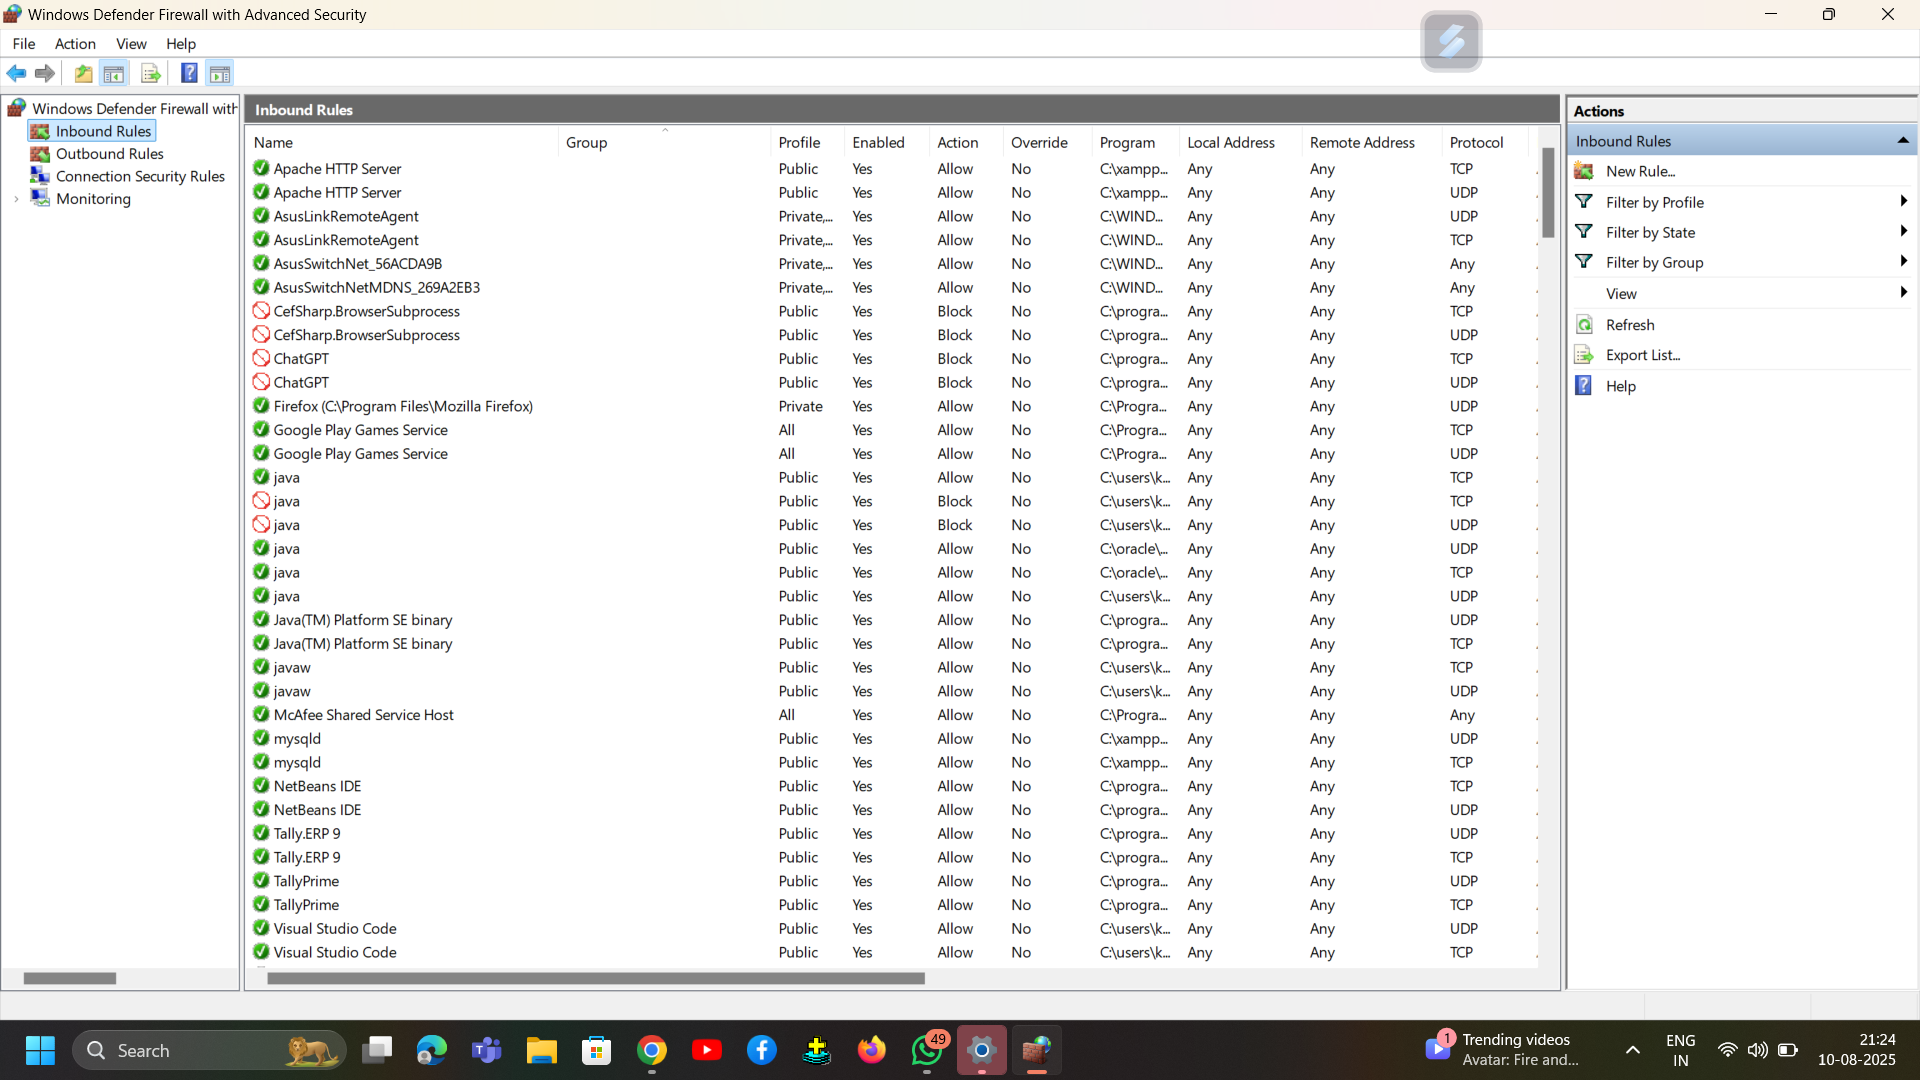 Windows Defender Firewall with Advanced Security
File Action View Help
Windows Defender Firewall with
Inbound Rules
Outbound Rules
Connection Security Rules
Monitoring
Inbound Rules
Name Group Profile Enabled Action Override Program Local Address Remote Address Protocol
Apache HTTP Server Public Yes Allow No C:\xampp... Any Any TCP
Apache HTTP Server Public Yes Allow No C:\xampp... Any Any UDP
AsusLinkRemoteAgent Private,... Yes Allow No C:\WIND... Any Any UDP
AsusLinkRemoteAgent Private,... Yes Allow No C:\WIND... Any Any TCP
AsusSwitchNet_56ACDA9B Private,... Yes Allow No C:\WIND... Any Any Any
AsusSwitchNetMDNS_269A2EB3 Private,... Yes Allow No C:\WIND... Any Any Any
CefSharp.BrowserSubprocess Public Yes Block No C:\progra... Any Any TCP
CefSharp.BrowserSubprocess Public Yes Block No C:\progra... Any Any UDP
ChatGPT Public Yes Block No C:\progra... Any Any TCP
ChatGPT Public Yes Block No C:\progra... Any Any UDP
Firefox (C:\Program Files\Mozilla Firefox) Private Yes Allow No C:\Progra... Any Any UDP
Google Play Games Service All Yes Allow No C:\Progra... Any Any TCP
Google Play Games Service All Yes Allow No C:\Progra... Any Any UDP
java Public Yes Allow No C:\users\k... Any Any TCP
java Public Yes Block No C:\users\k... Any Any TCP
java Public Yes Block No C:\users\k... Any Any UDP
java Public Yes Allow No C:\oracle\... Any Any UDP
java Public Yes Allow No C:\oracle\... Any Any TCP
java Public Yes Allow No C:\users\k... Any Any UDP
Java(TM) Platform SE binary Public Yes Allow No C:\progra... Any Any UDP
Java(TM) Platform SE binary Public Yes Allow No C:\progra... Any Any TCP
javaw Public Yes Allow No C:\users\k... Any Any TCP
javaw Public Yes Allow No C:\users\k... Any Any UDP
McAfee Shared Service Host All Yes Allow No C:\Progra... Any Any Any
mysqld Public Yes Allow No C:\xampp... Any Any UDP
mysqld Public Yes Allow No C:\xampp... Any Any TCP
NetBeans IDE Public Yes Allow No C:\progra... Any Any TCP
NetBeans IDE Public Yes Allow No C:\progra... Any Any UDP
Tally.ERP 9 Public Yes Allow No C:\progra... Any Any UDP
Tally.ERP 9 Public Yes Allow No C:\progra... Any Any TCP
TallyPrime Public Yes Allow No C:\progra... Any Any UDP
TallyPrime Public Yes Allow No C:\progra... Any Any TCP
Visual Studio Code Public Yes Allow No C:\users\k... Any Any UDP
Visual Studio Code Public Yes Allow No C:\users\k... Any Any TCP
Actions
Inbound Rules
New Rule...
Filter by Profile
Filter by State
Filter by Group
View
Refresh
Export List...
Help
Search
49
1
Trending videos
Avatar: Fire and...
ENG
IN
21:24
10-08-2025